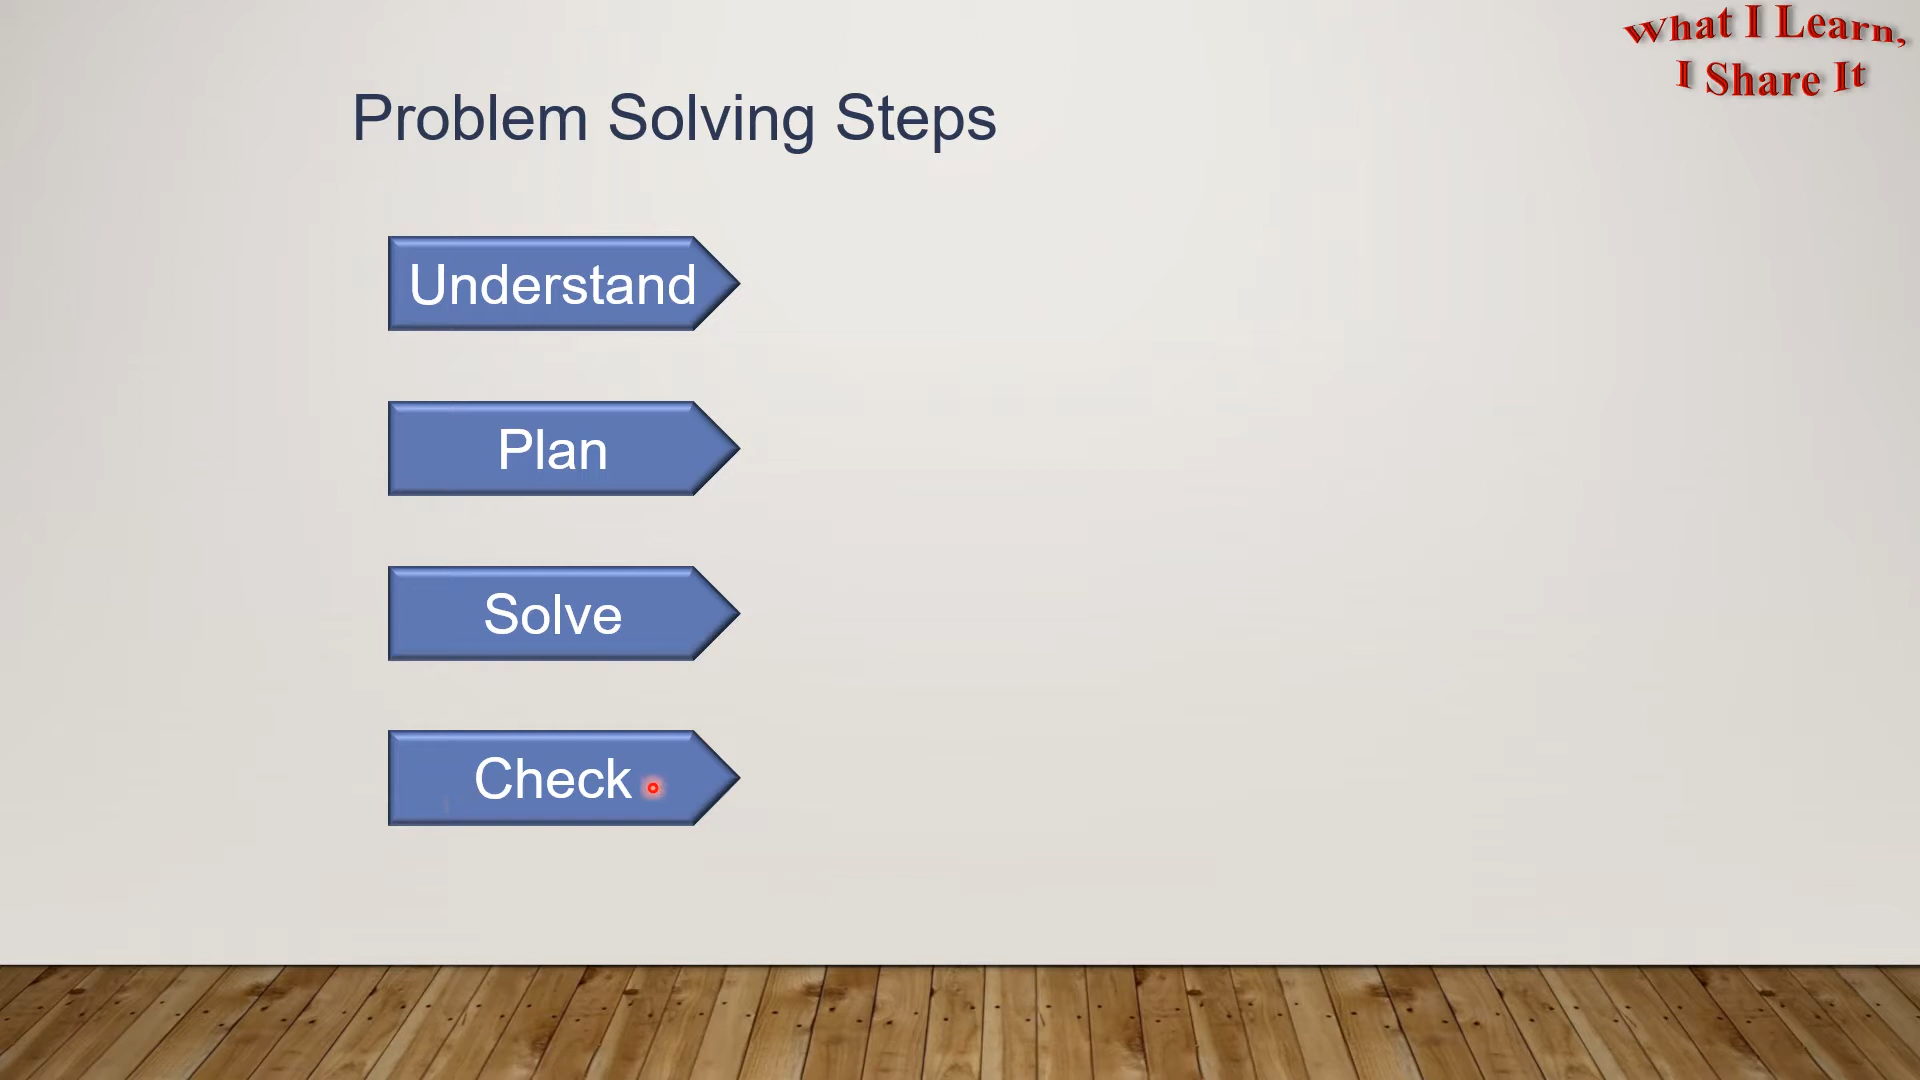 What I Learn,
I Share It
Problem Solving Steps
Understand
Plan
Solve
Check